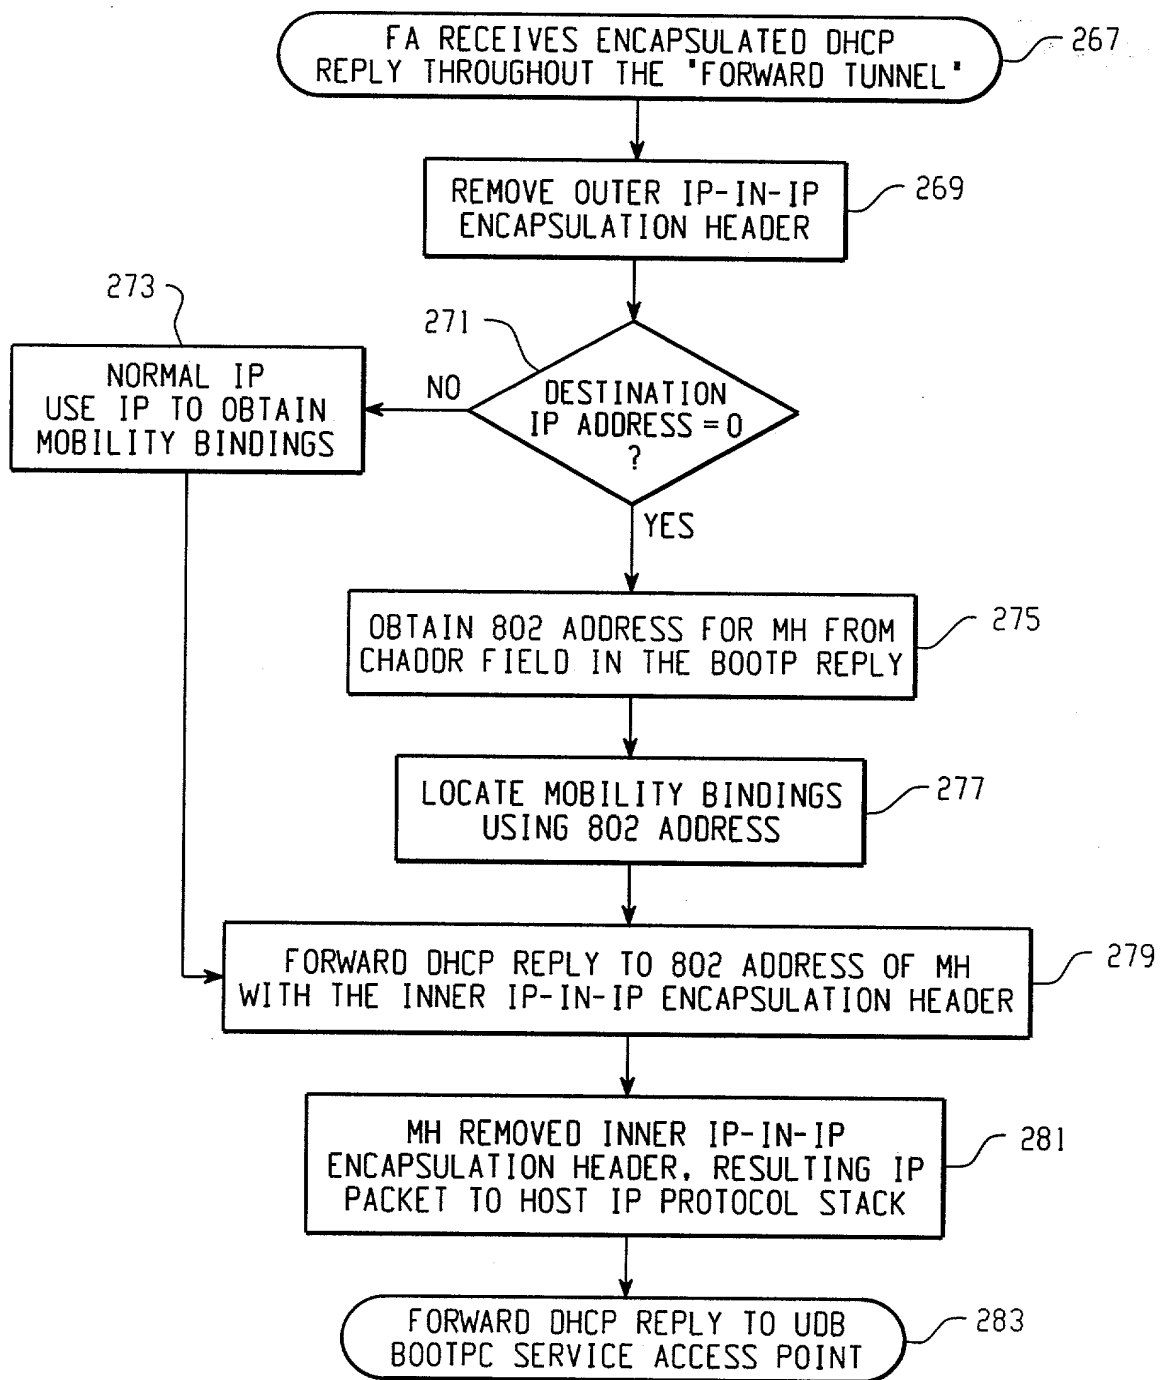 FA RECEIVES ENCAPSULATED DHCP
REPLY THROUGHOUT THE "FORWARD TUNNEL"
267
REMOVE OUTER IP-IN-IP
ENCAPSULATION HEADER
269
271
DESTINATION
IP ADDRESS = 0
?
NO
YES
273
NORMAL IP
USE IP TO OBTAIN
MOBILITY BINDINGS
OBTAIN 802 ADDRESS FOR MH FROM
CHADDR FIELD IN THE BOOTP REPLY
275
LOCATE MOBILITY BINDINGS
USING 802 ADDRESS
277
FORWARD DHCP REPLY TO 802 ADDRESS OF MH
WITH THE INNER IP-IN-IP ENCAPSULATION HEADER
279
MH REMOVED INNER IP-IN-IP
ENCAPSULATION HEADER, RESULTING IP
PACKET TO HOST IP PROTOCOL STACK
281
FORWARD DHCP REPLY TO UDB
BOOTPC SERVICE ACCESS POINT
283